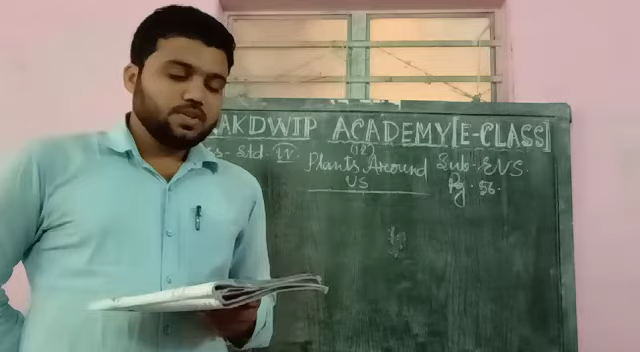 AKDWIP ACADEMY [E-CLASS]
Std - IV (18) Sub - EVS
Plants Around Pg. 56.
US